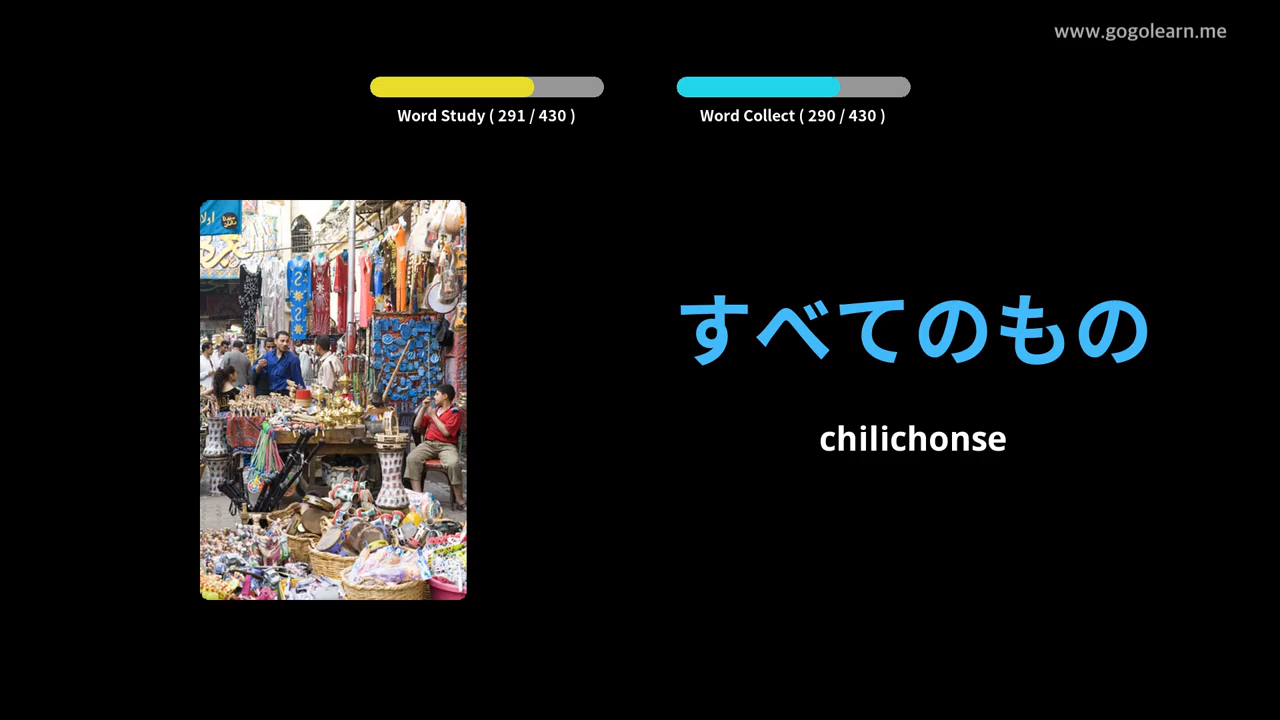 www.gogolearn.me
Word Study ( 291 / 430 )
Word Collect ( 290 / 430 )
すべてのもの
chilichonse